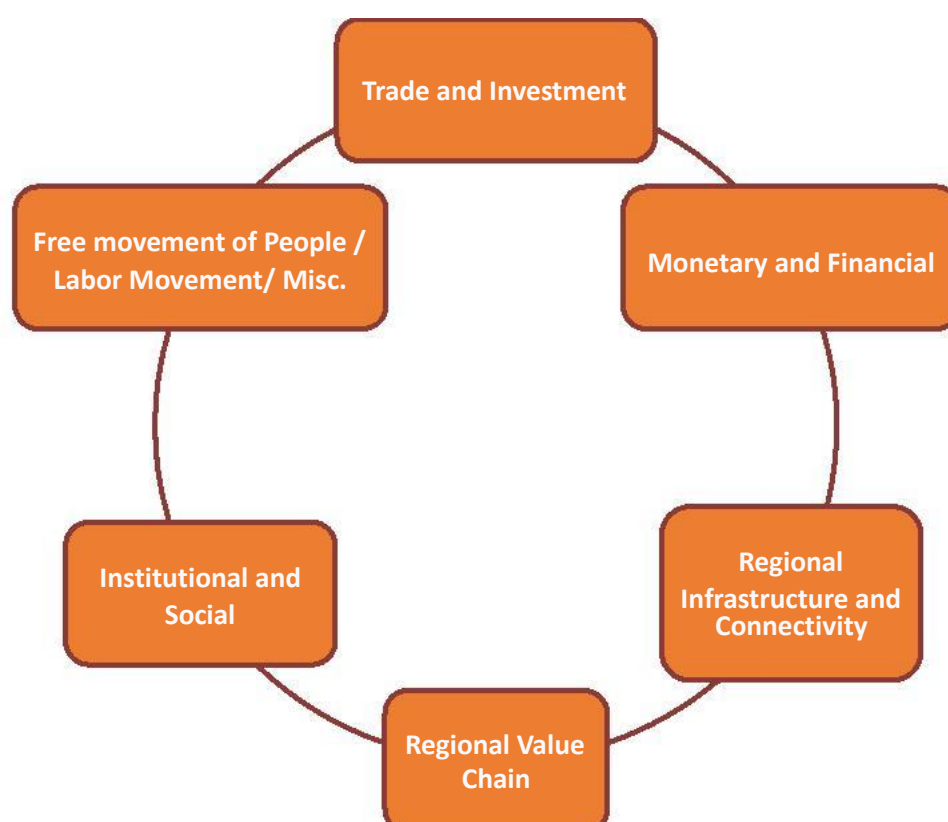 Trade and Investment
Monetary and Financial
Regional
Infrastructure and
Connectivity
Regional Value
Chain
Institutional and
Social
Free movement of People /
Labor Movement/ Misc.